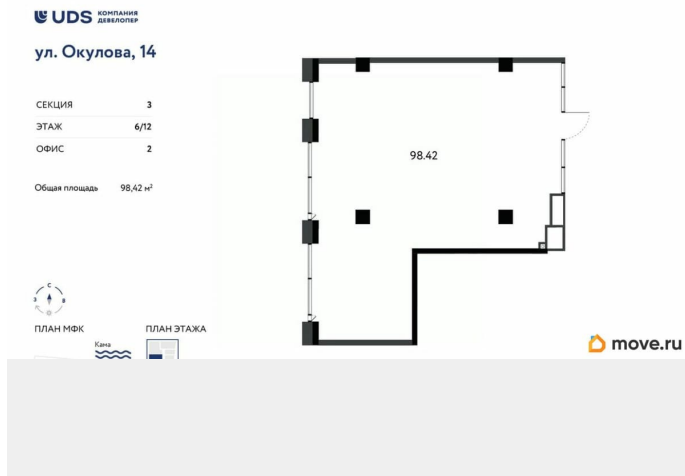 UDS КОМПАНИЯ ДЕВЕЛОПЕР
ул. Окулова, 14
СЕКЦИЯ 3
ЭТАЖ 6/12
ОФИС 2
Общая площадь 98,42 м²
98.42
С
ПЛАН МФК
ПЛАН ЭТАЖА
Кама
move.ru